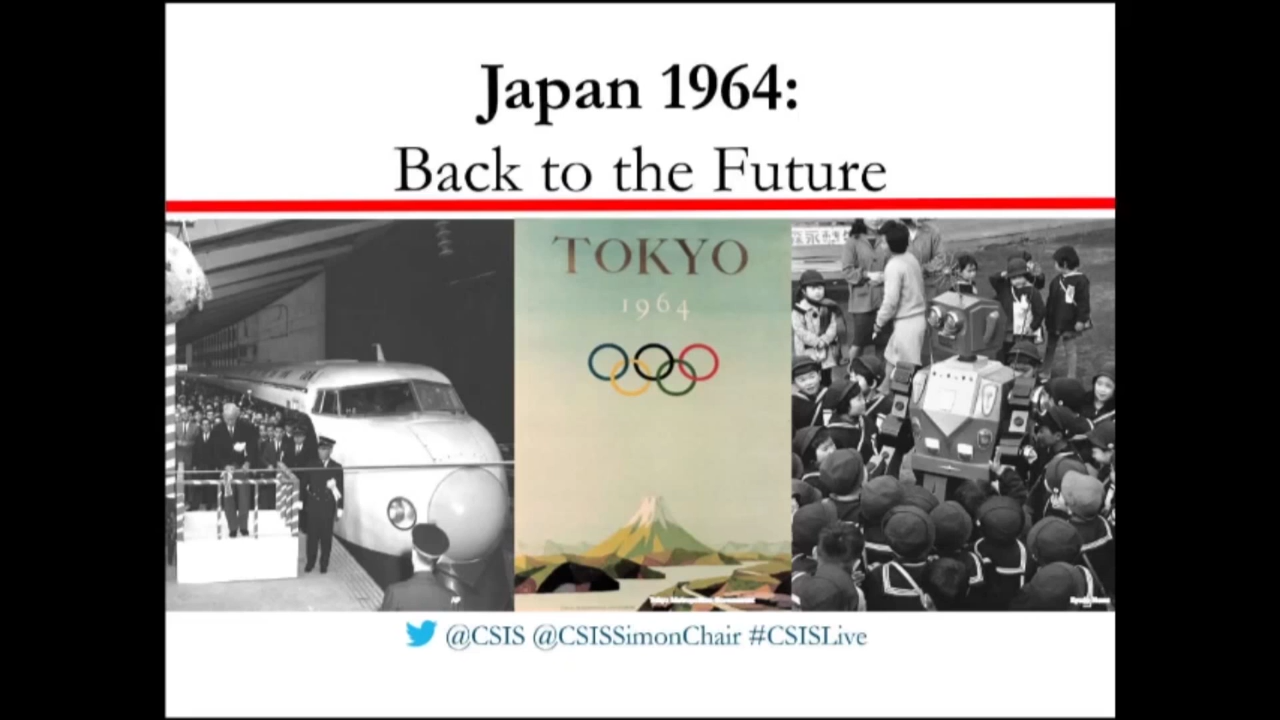 Japan 1964:
Back to the Future
TOKYO
1964
@CSIS @CSISSimonChair #CSISLive